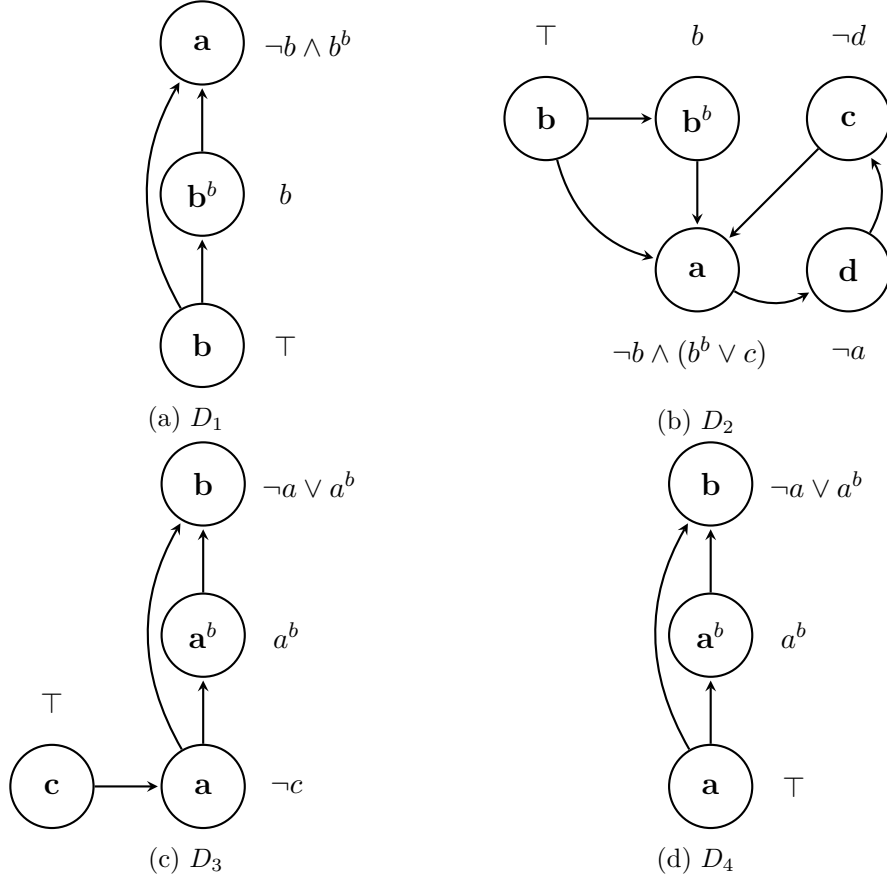 a ¬b ∧ b^b
b^b b
b ⊤
(a) D_1
⊤ b ¬d
b b^b c
a d
¬b ∧ (b^b ∨ c) ¬a
(b) D_2
b ¬a ∨ a^b
a^b a^b
⊤
c a ¬c
(c) D_3
b ¬a ∨ a^b
a^b a^b
a ⊤
(d) D_4